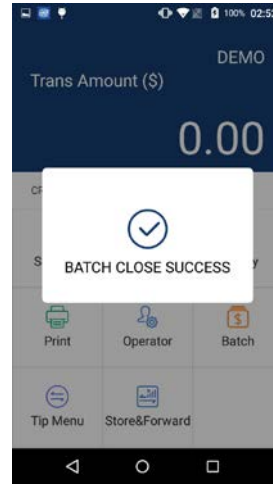 100% 02:5
DEMO
Trans Amount ($)
0.00
BATCH CLOSE SUCCESS
Print Operator Batch
Tip Menu Store&Forward